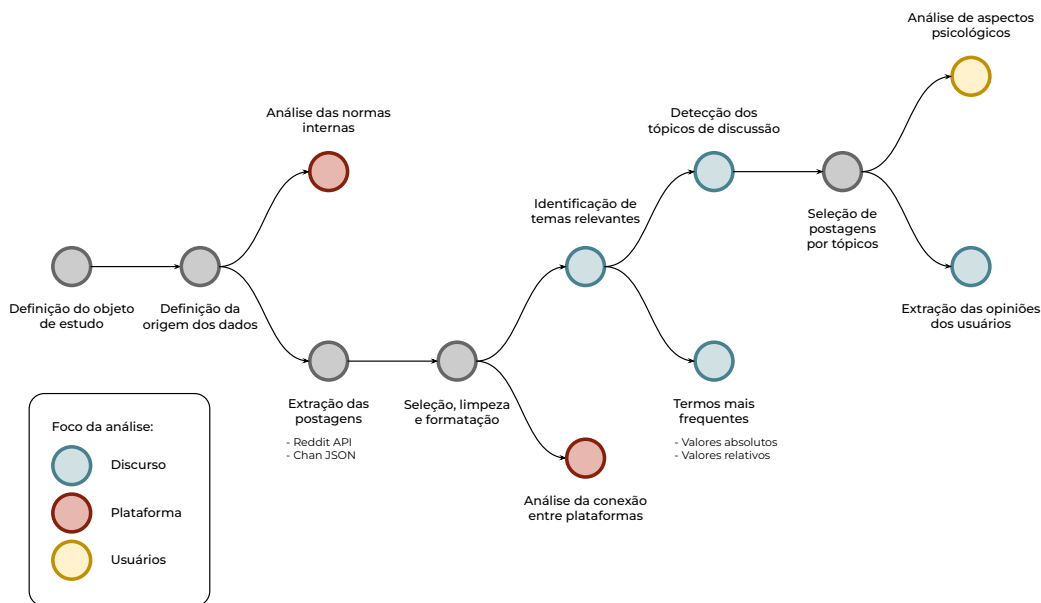 Análise de aspectos
psicológicos
Análise das normas
internas
Detecção dos
tópicos de discussão
Identificação de
temas relevantes
Seleção de
postagens
por tópicos
Definição do objeto
de estudo
Definição da
origem dos dados
Extração das opiniões
dos usuários
Extração das
postagens
- Reddit API
- Chan JSON
Seleção, limpeza
e formatação
Termos mais
frequentes
- Valores absolutos
- Valores relativos
Análise da conexão
entre plataformas
Foco da análise:
Discurso
Plataforma
Usuários